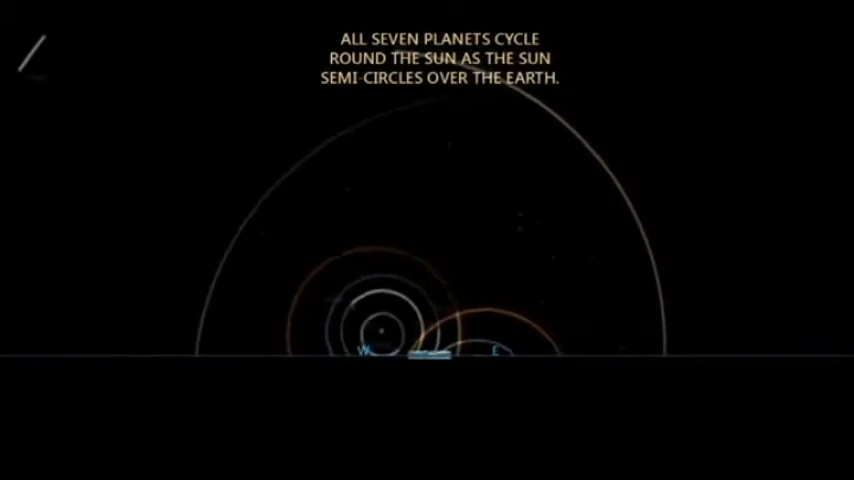 ALL SEVEN PLANETS CYCLE
ROUND THE SUN AS THE SUN
SEMI-CIRCLES OVER THE EARTH.
W E